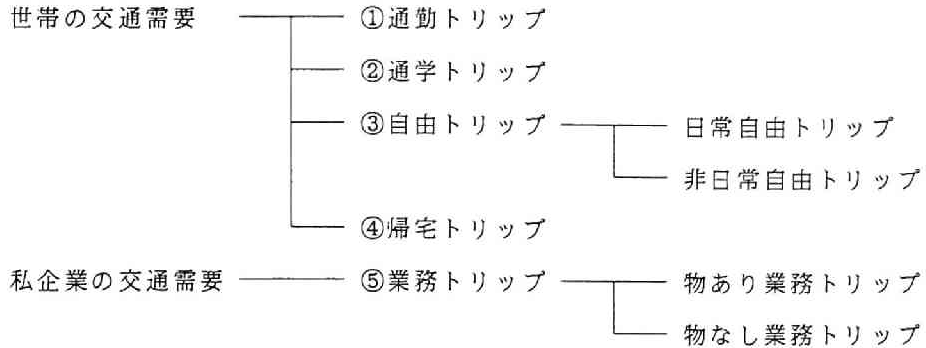 世帯の交通需要 ①通勤トリップ
②通学トリップ
③自由トリップ 日常自由トリップ
非日常自由トリップ
④帰宅トリップ
私企業の交通需要 ⑤業務トリップ 物あり業務トリップ
物なし業務トリップ